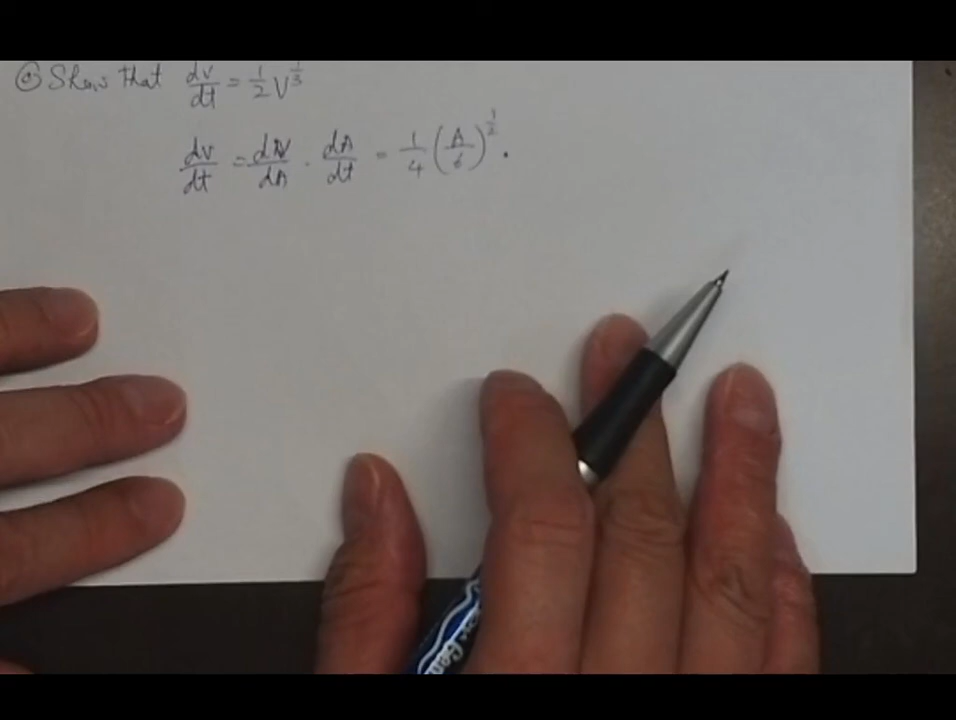 ⓒ Show that dv/dt = 1/2 V^1/3
dv/dt = dV/dA · dA/dt = 1/4 (A/6)^1/2 .